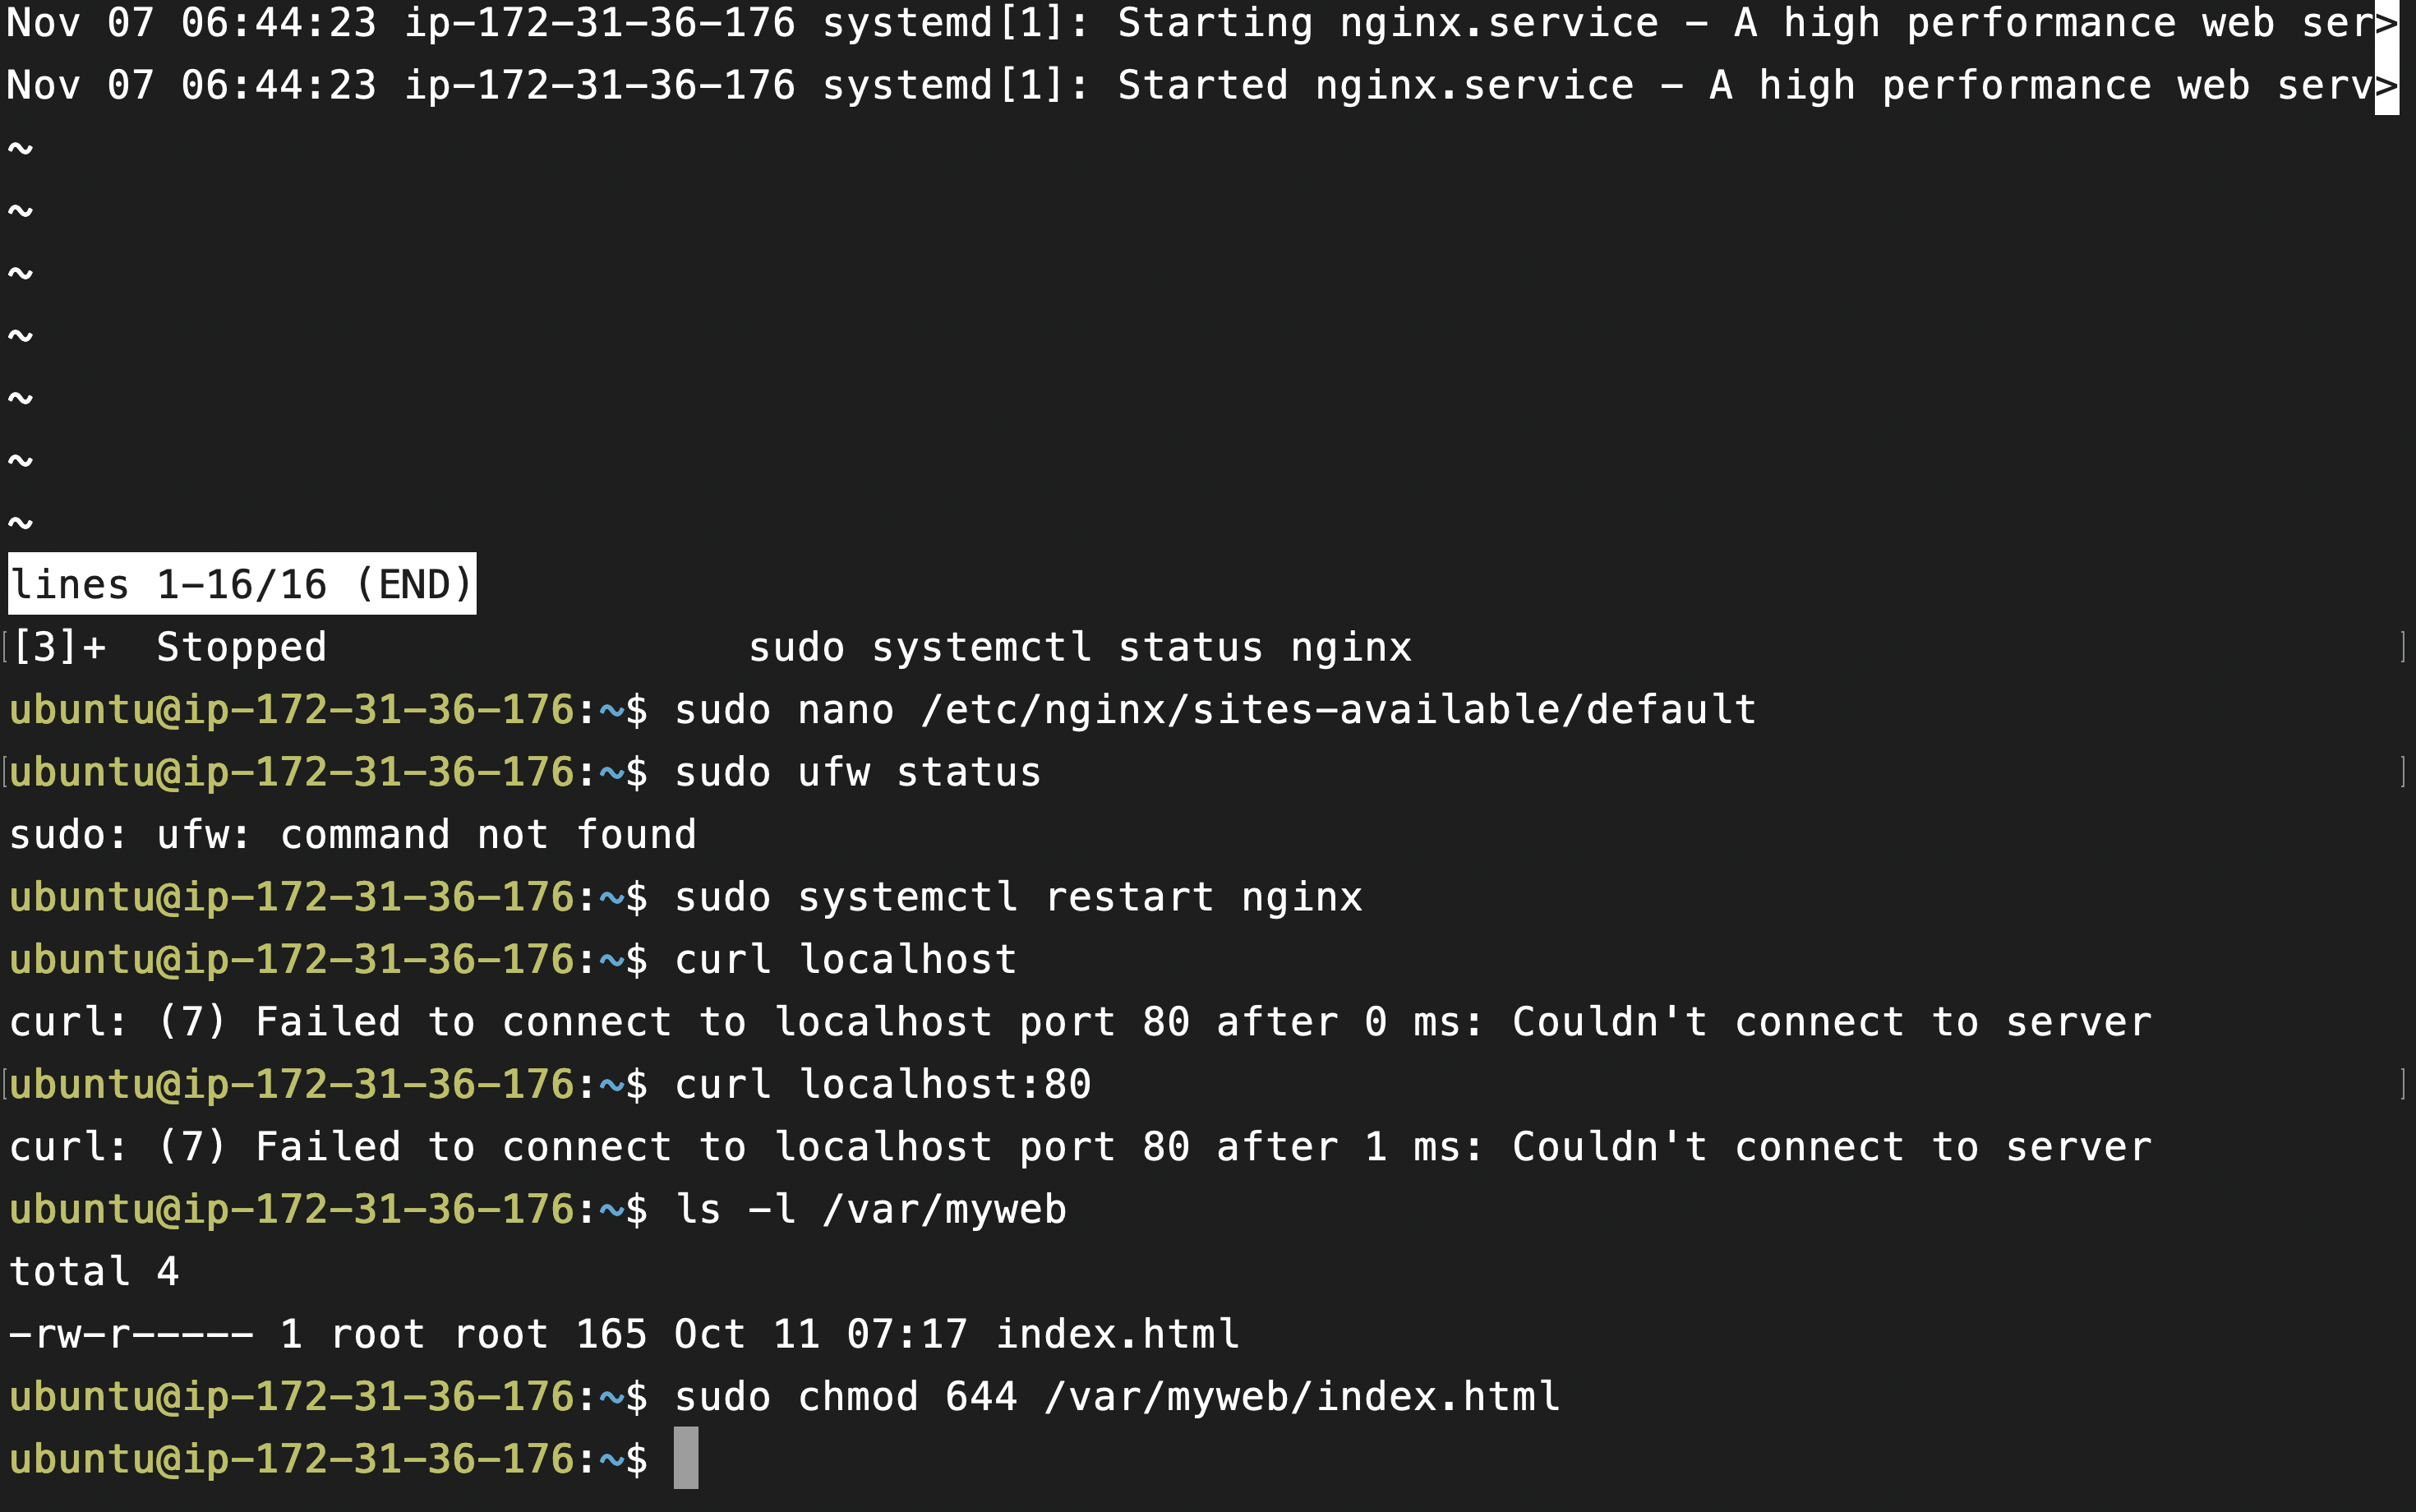 Nov 07 06:44:23 ip-172-31-36-176 systemd[1]: Starting nginx.service - A high performance web ser>
Nov 07 06:44:23 ip-172-31-36-176 systemd[1]: Started nginx.service - A high performance web serv>
~
~
~
~
~
~
~
lines 1-16/16 (END)
[3]+  Stopped                 sudo systemctl status nginx
ubuntu@ip-172-31-36-176:~$ sudo nano /etc/nginx/sites-available/default
ubuntu@ip-172-31-36-176:~$ sudo ufw status
sudo: ufw: command not found
ubuntu@ip-172-31-36-176:~$ sudo systemctl restart nginx
ubuntu@ip-172-31-36-176:~$ curl localhost
curl: (7) Failed to connect to localhost port 80 after 0 ms: Couldn't connect to server
ubuntu@ip-172-31-36-176:~$ curl localhost:80
curl: (7) Failed to connect to localhost port 80 after 1 ms: Couldn't connect to server
ubuntu@ip-172-31-36-176:~$ ls -l /var/myweb
total 4
-rw-r----- 1 root root 165 Oct 11 07:17 index.html
ubuntu@ip-172-31-36-176:~$ sudo chmod 644 /var/myweb/index.html
ubuntu@ip-172-31-36-176:~$